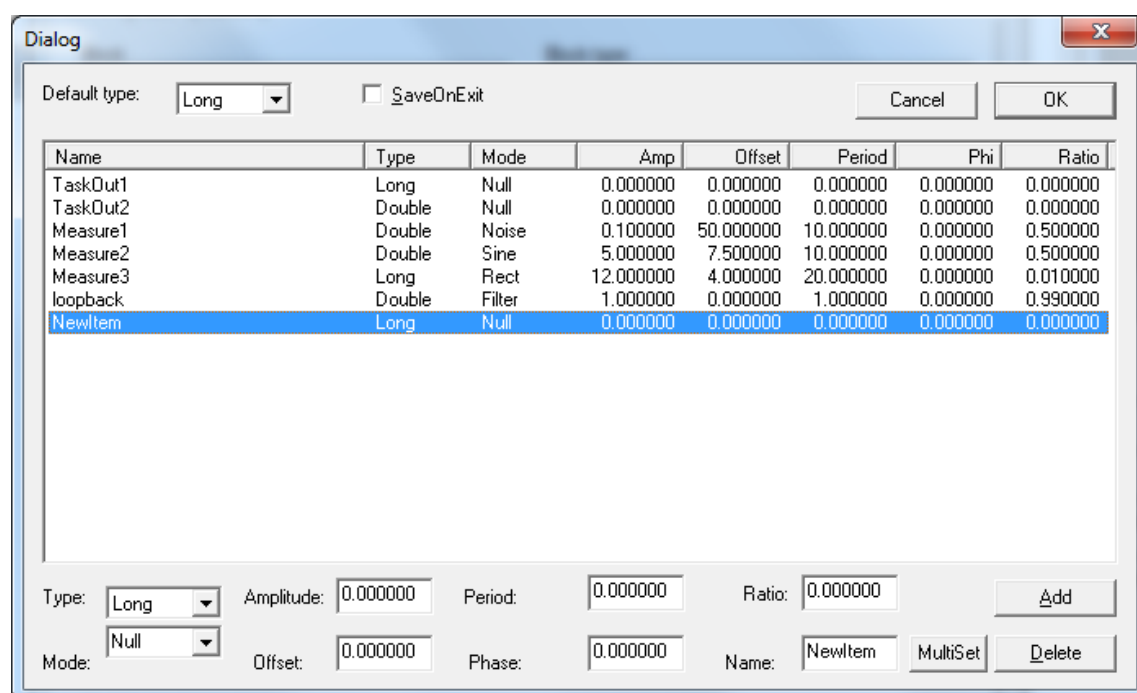 Dialog
Default type: Long SaveOnExit Cancel OK
Name Type Mode Amp Offset Period Phi Ratio
TaskOut1 Long Null 0.000000 0.000000 0.000000 0.000000 0.000000
TaskOut2 Double Null 0.000000 0.000000 0.000000 0.000000 0.000000
Measure1 Double Noise 0.100000 50.000000 10.000000 0.000000 0.500000
Measure2 Double Sine 5.000000 7.500000 10.000000 0.000000 0.500000
Measure3 Long Rect 12.000000 4.000000 20.000000 0.000000 0.010000
loopback Double Filter 1.000000 0.000000 1.000000 0.000000 0.990000
NewItem Long Null 0.000000 0.000000 0.000000 0.000000 0.000000
Type: Long Amplitude: 0.000000 Period: 0.000000 Ratio: 0.000000 Add
Mode: Null Offset: 0.000000 Phase: 0.000000 Name: NewItem MultiSet Delete